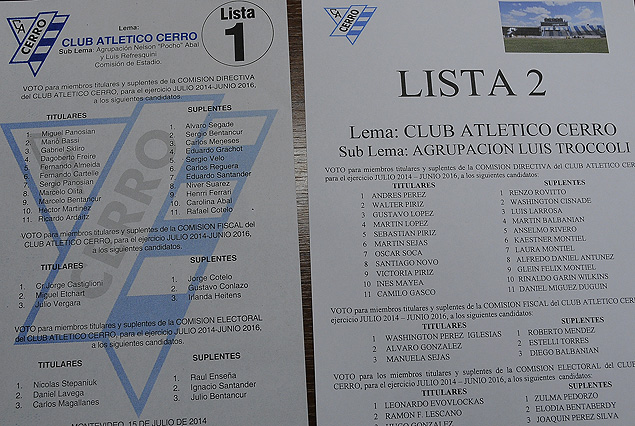 CA
CERRO
Lema:
CLUB ATLETICO CERRO
Sub Lema: Agrupación Nelson "Pocho" Abal
y Luis Refresquini
Comisión de Estadio.
Lista
1
VOTO para miembros titulares y suplentes de la COMISION DIRECTIVA
del CLUB ATLETICO CERRO, para el ejercicio JULIO 2014-JUNIO 2016,
a los siguientes candidatos:
TITULARES
1. Miguel Panosian
2. Mario Bassi
3. Gabriel Skiiro
4. Dagoberto Freire
5. Fernando Almeida
6. Fernando Cartelle
7. Sergio Panosian
8. Marcelo Olita
9. Marcelo Bentancur
10. Héctor Martínez
11. Ricardo Ardaitz
SUPLENTES
1. Alvaro Segade
2. Sergio Bentancur
3. Carlos Meneses
4. Eduardo Grachot
5. Sergio Velo
6. Carlos Reguera
7. Eduardo Santander
8. Niver Suarez
9. Henrri Ferrari
10. Carolina Abal
11. Rafael Cotelo
VOTO para miembros titulares y suplentes de la COMISION FISCAL del
CLUB ATLETICO CERRO, para el ejercicio JULIO 2014-JUNIO 2016,
a los siguientes candidatos:
TITULARES
1. Cr.Jorge Castiglioni
2. Miguel Elchart
3. Julio Vergara
SUPLENTES
1. Jorge Cotelo
2. Gustavo Conlazo
3. Irlanda Heitens
VOTO para miembros titulares y suplentes de la COMISION ELECTORAL
del CLUB ATLETICO CERRO, para el ejercicio JULIO 2014-JUNIO 2016,
a los siguientes candidatos:
TITULARES
1. Nicolas Stepaniuk
2. Daniel Lavega
3. Carlos Magallanes
SUPLENTES
1. Raul Enseña
2. Ignacio Santander
3. Julio Bentancur
MONTEVIDEO, 15 DE JULIO DE 2014
CERRO
CA
CERRO
LISTA 2
Lema: CLUB ATLETICO CERRO
Sub Lema: AGRUPACION LUIS TROCCOLI
VOTO para miembros titulares y suplentes de la COMISION DIRECTIVA del CLUB ATLETICO CER
para el ejercicio JULIO 2014 – JUNIO 2016, a los siguientes candidatos:
TITULARES
1 ANDRES PEREZ
2 WALTER PIRIZ
3 GUSTAVO LOPEZ
4 MARTIN LOPEZ
5 SEBASTIAN PIRIZ
6 MARTIN SEJAS
7 OSCAR SOCA
8 SANTIAGO NOVO
9 VICTORIA PIRIZ
10 INES MAYEA
11 CAMILO GASCO
SUPLENTES
1 RENZO ROVITTO
2 WASHINGTON CISNADE
3 LUIS LARROSA
4 MARTIN BALBANIAN
5 ANSELMO RIVERO
6 KAESTNER MONTIEL
7 LAURA MONTIEL
8 ALFREDO DANIEL ANTUNEZ
9 GLEIN FELIX MONTIEL
10 RINALDO GARIN WILKINS
11 DANIEL MIGUEZ DUGUIN
VOTO para miembros titulares y suplentes de la COMISION FISCAL del CLUB ATLETICO CER
ejercicio JULIO 2014 – JUNIO 2016, a los siguientes candidatos:
TITULARES
1 WASHINGTON PEREZ IGLESIAS
2 ALVARO GONZALEZ
3 MANUELA SEJAS
SUPLENTES
1 ROBERTO MENDEZ
2 ESTELLI TORRES
3 DIEGO BALBANIAN
VOTO para los miembros titulares y suplentes de la COMISION ELECTORAL del CLUB
CERRO, para el ejercicio JULIO 2014 – JUNIO 2016, a los siguientes candidatos:
TITULARES
1 LEONARDO EVOVLOCKAS
2 RAMON F. LESCANO
HUGO GONZALEZ
SUPLENTES
1 ZULMA PEDORZO
2 ELODIA BENTABERDY
3 JOAQUIN PEREZ SILVA